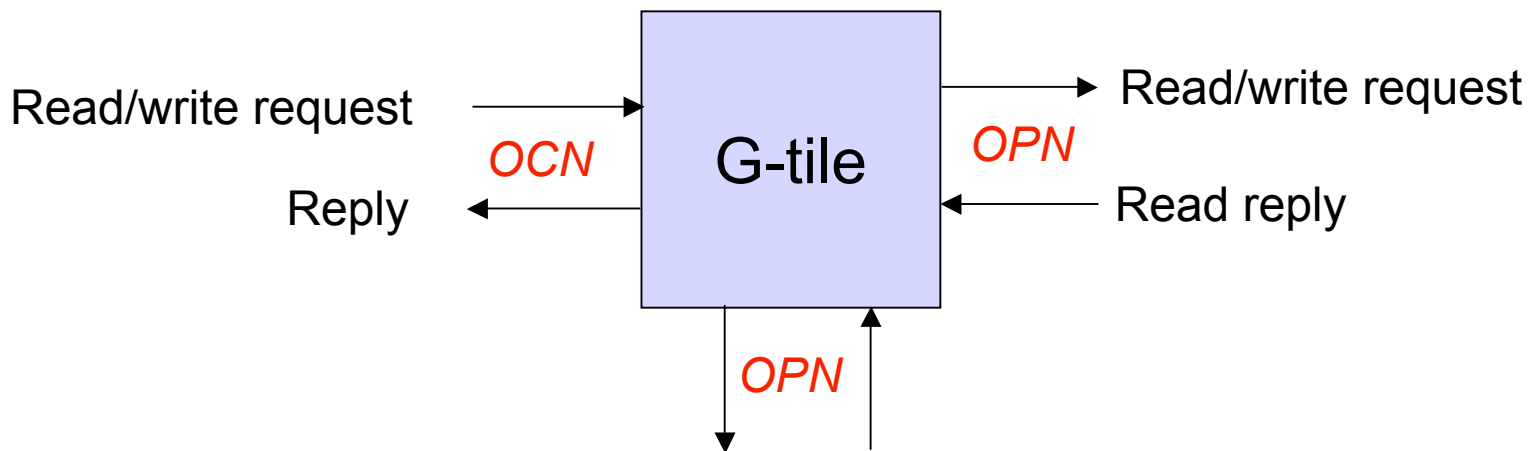 Read/write request
OCN
Reply
G-tile
Read/write request
OPN
Read reply
OPN